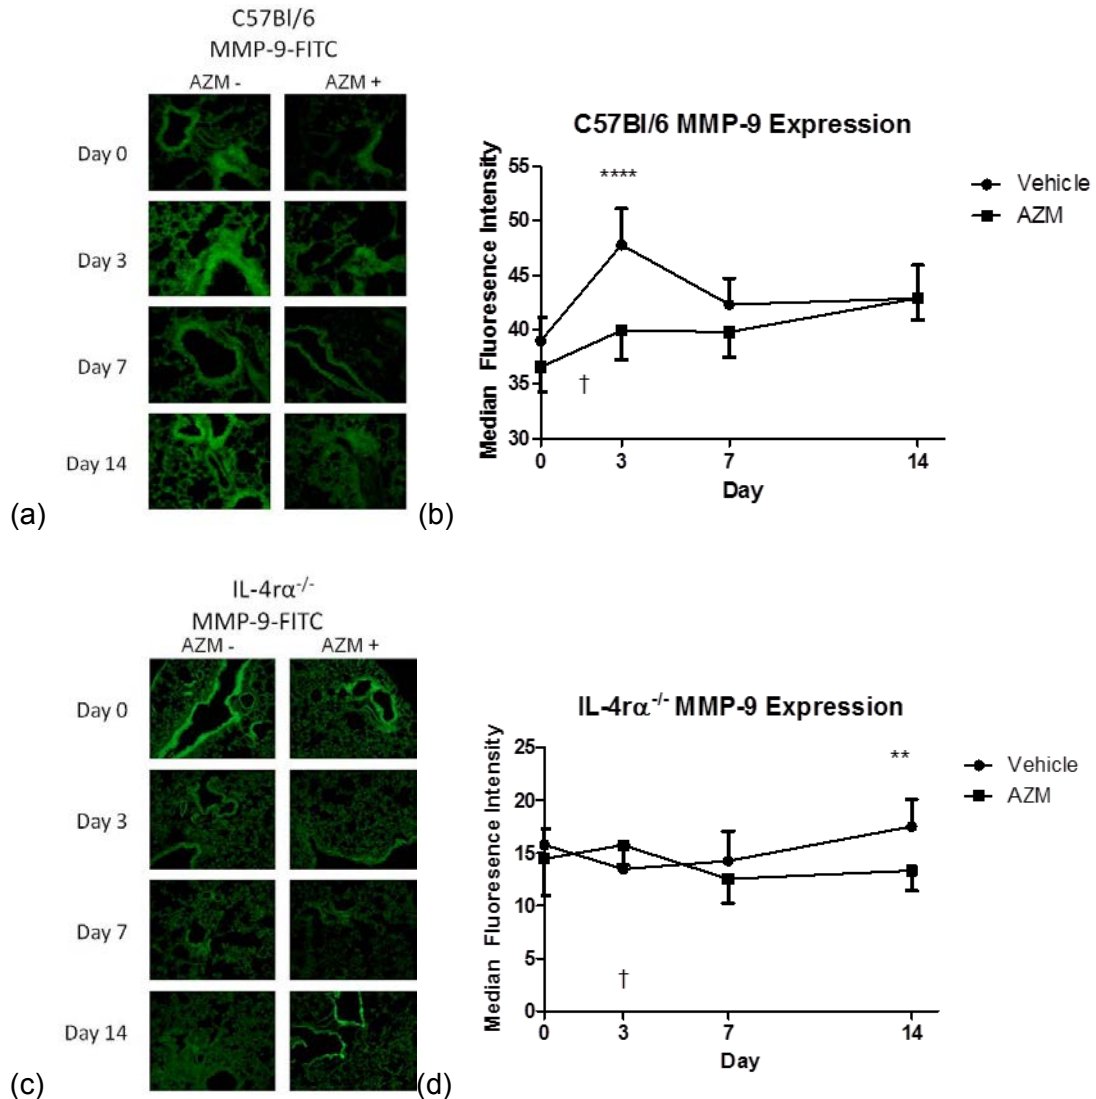 C57Bl/6
MMP-9-FITC
AZM - AZM +
Day 0
Day 3
Day 7
Day 14
(a)
C57Bl/6 MMP-9 Expression
Median Fluoresence Intensity
55
50
45
40
35
30
****
†
0 3 7 14
Day
Vehicle
AZM
(b)
IL-4rα-/-
MMP-9-FITC
AZM - AZM +
Day 0
Day 3
Day 7
Day 14
(c)
IL-4rα-/- MMP-9 Expression
Median Fluoresence Intensity
25
20
15
10
5
0
**
†
0 3 7 14
Day
Vehicle
AZM
(d)